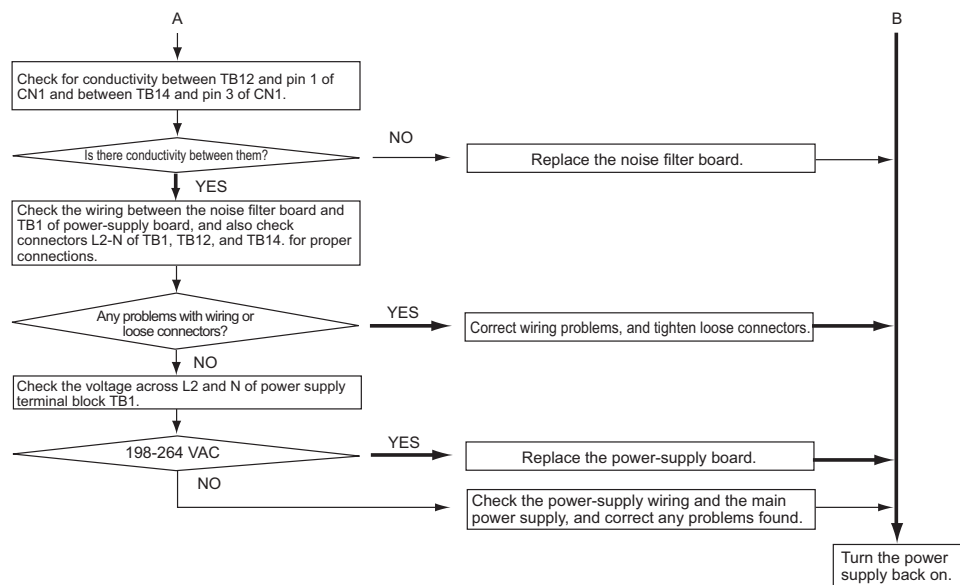 A
B
Check for conductivity between TB12 and pin 1 of
CN1 and between TB14 and pin 3 of CN1.
Is there conductivity between them?
NO
Replace the noise filter board.
YES
Check the wiring between the noise filter board and
TB1 of power-supply board, and also check
connectors L2-N of TB1, TB12, and TB14. for proper
connections.
Any problems with wiring or
loose connectors?
YES
Correct wiring problems, and tighten loose connectors.
NO
Check the voltage across L2 and N of power supply
terminal block TB1.
198-264 VAC
YES
Replace the power-supply board.
NO
Check the power-supply wiring and the main
power supply, and correct any problems found.
Turn the power
supply back on.